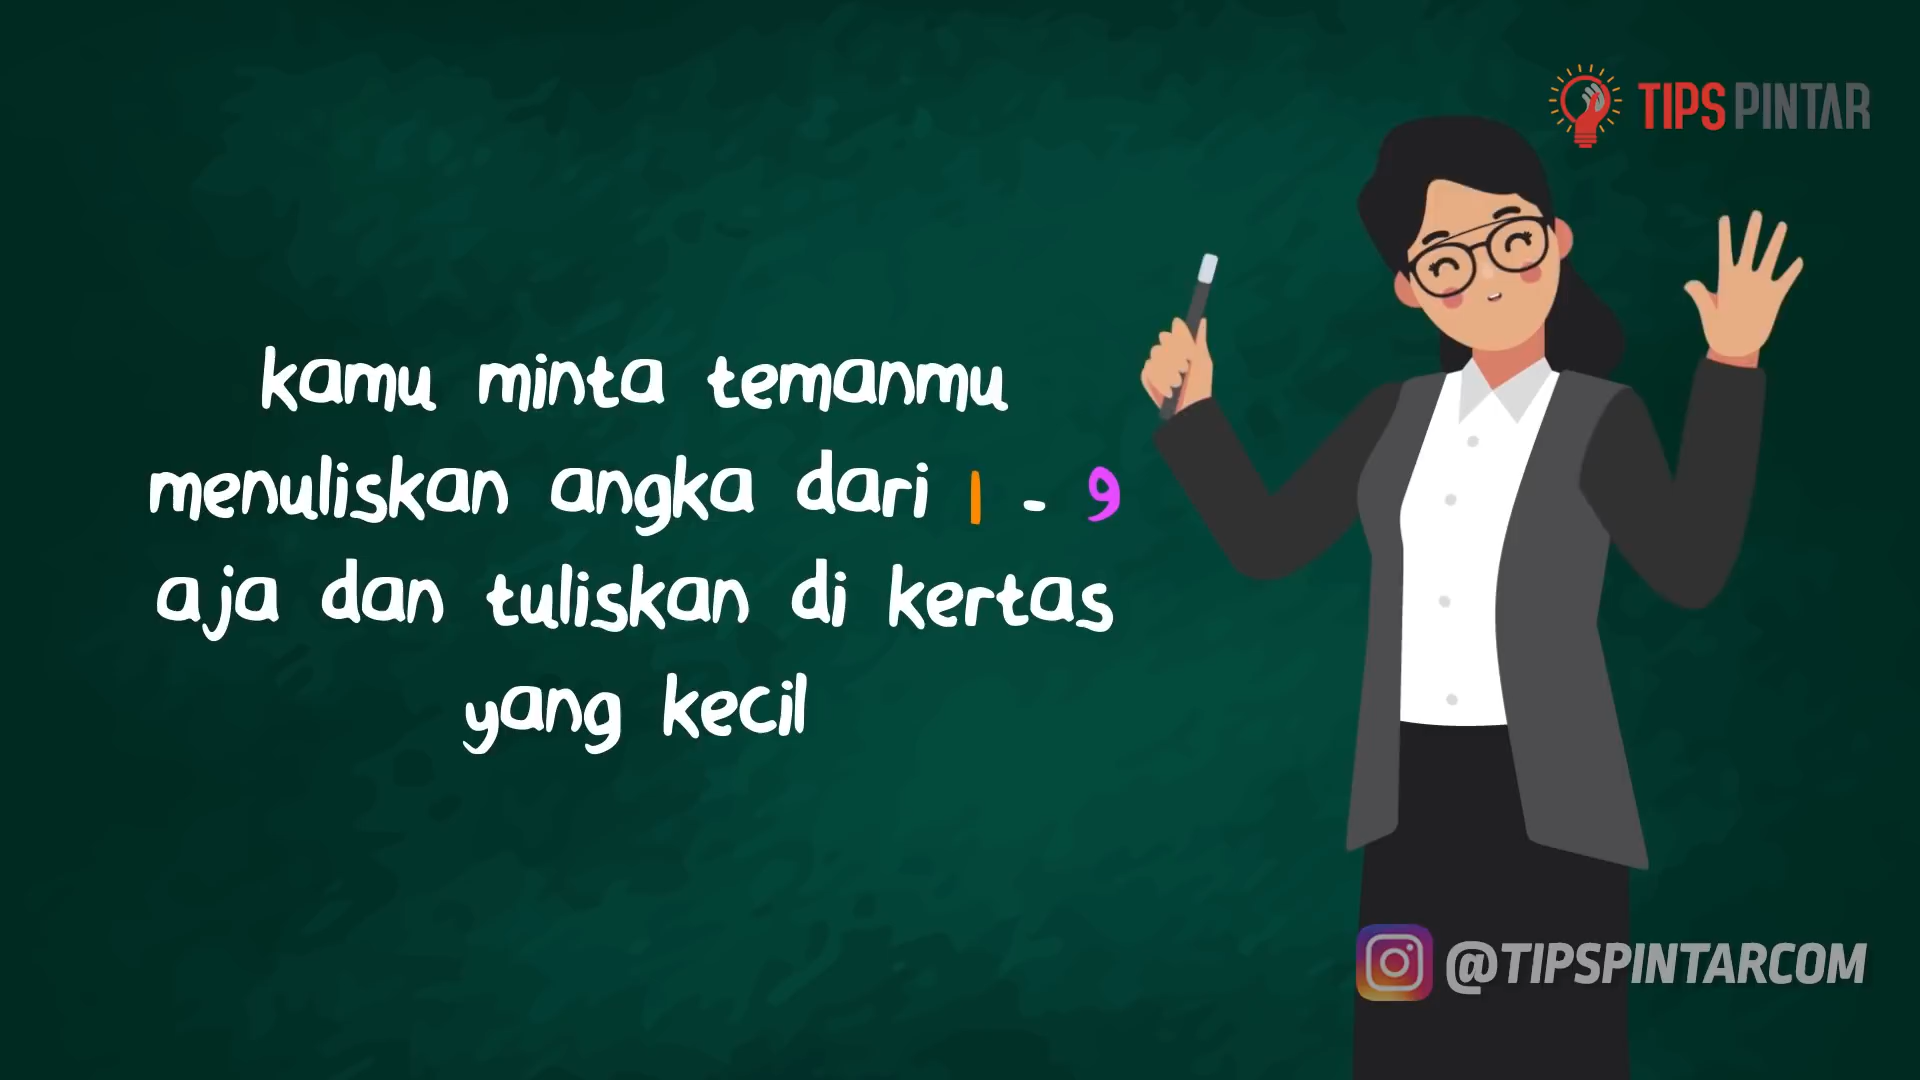 TIPS PINTAR
kamu minta temanmu
menuliskan angka dari 1 - 9
aja dan tuliskan di kertas
yang kecil
@TIPSPINTARCOM